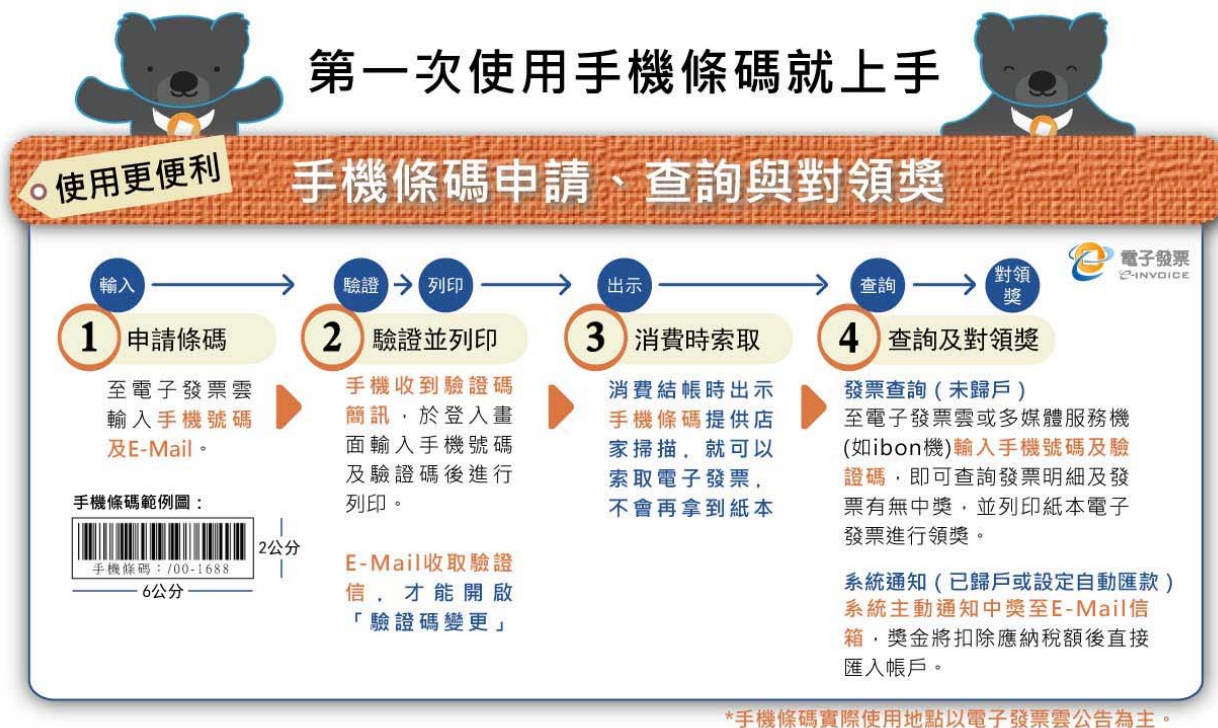 第一次使用手機條碼就上手
使用更便利
手機條碼申請、查詢與對領獎
電子發票
e-INVOICE
輸入
1 申請條碼
至電子發票雲
輸入手機號碼
及E-Mail。
手機條碼範例圖：
手機條碼：/00-1688
2公分
6公分
驗證
列印
2 驗證並列印
手機收到驗證碼
簡訊，於登入畫
面輸入手機號碼
及驗證碼後進行
列印。
E-Mail收取驗證
信，才能開啟
「驗證碼變更」
出示
3 消費時索取
消費結帳時出示
手機條碼提供店
家掃描，就可以
索取電子發票，
不會再拿到紙本
查詢
對領
獎
4 查詢及對領獎
發票查詢（未歸戶）
至電子發票雲或多媒體服務機
(如ibon機)輸入手機號碼及驗
證碼，即可查詢發票明細及發
票有無中獎，並列印紙本電子
發票進行領獎。
系統通知（已歸戶或設定自動匯款）
系統主動通知中獎至E-Mail信
箱，獎金將扣除應納稅額後直接
匯入帳戶。
*手機條碼實際使用地點以電子發票雲公告為主。